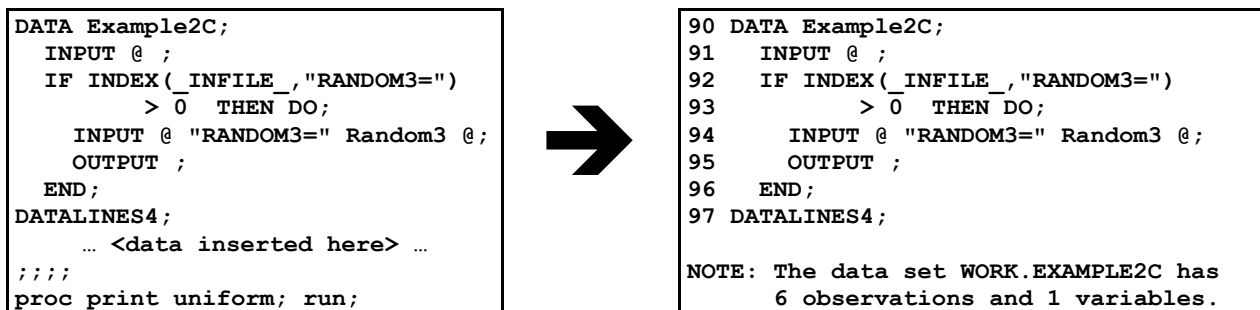 DATA Example2C;
  INPUT @ ;
  IF INDEX(_INFILE_,"RANDOM3=")
        > 0  THEN DO;
    INPUT @ "RANDOM3=" Random3 @;
    OUTPUT ;
  END;
DATALINES4;
    … <data inserted here> …
;;;;
proc print uniform; run;
90 DATA Example2C;
91   INPUT @ ;
92   IF INDEX(_INFILE_,"RANDOM3=")
93         > 0  THEN DO;
94     INPUT @ "RANDOM3=" Random3 @;
95     OUTPUT ;
96   END;
97 DATALINES4;
NOTE: The data set WORK.EXAMPLE2C has
      6 observations and 1 variables.